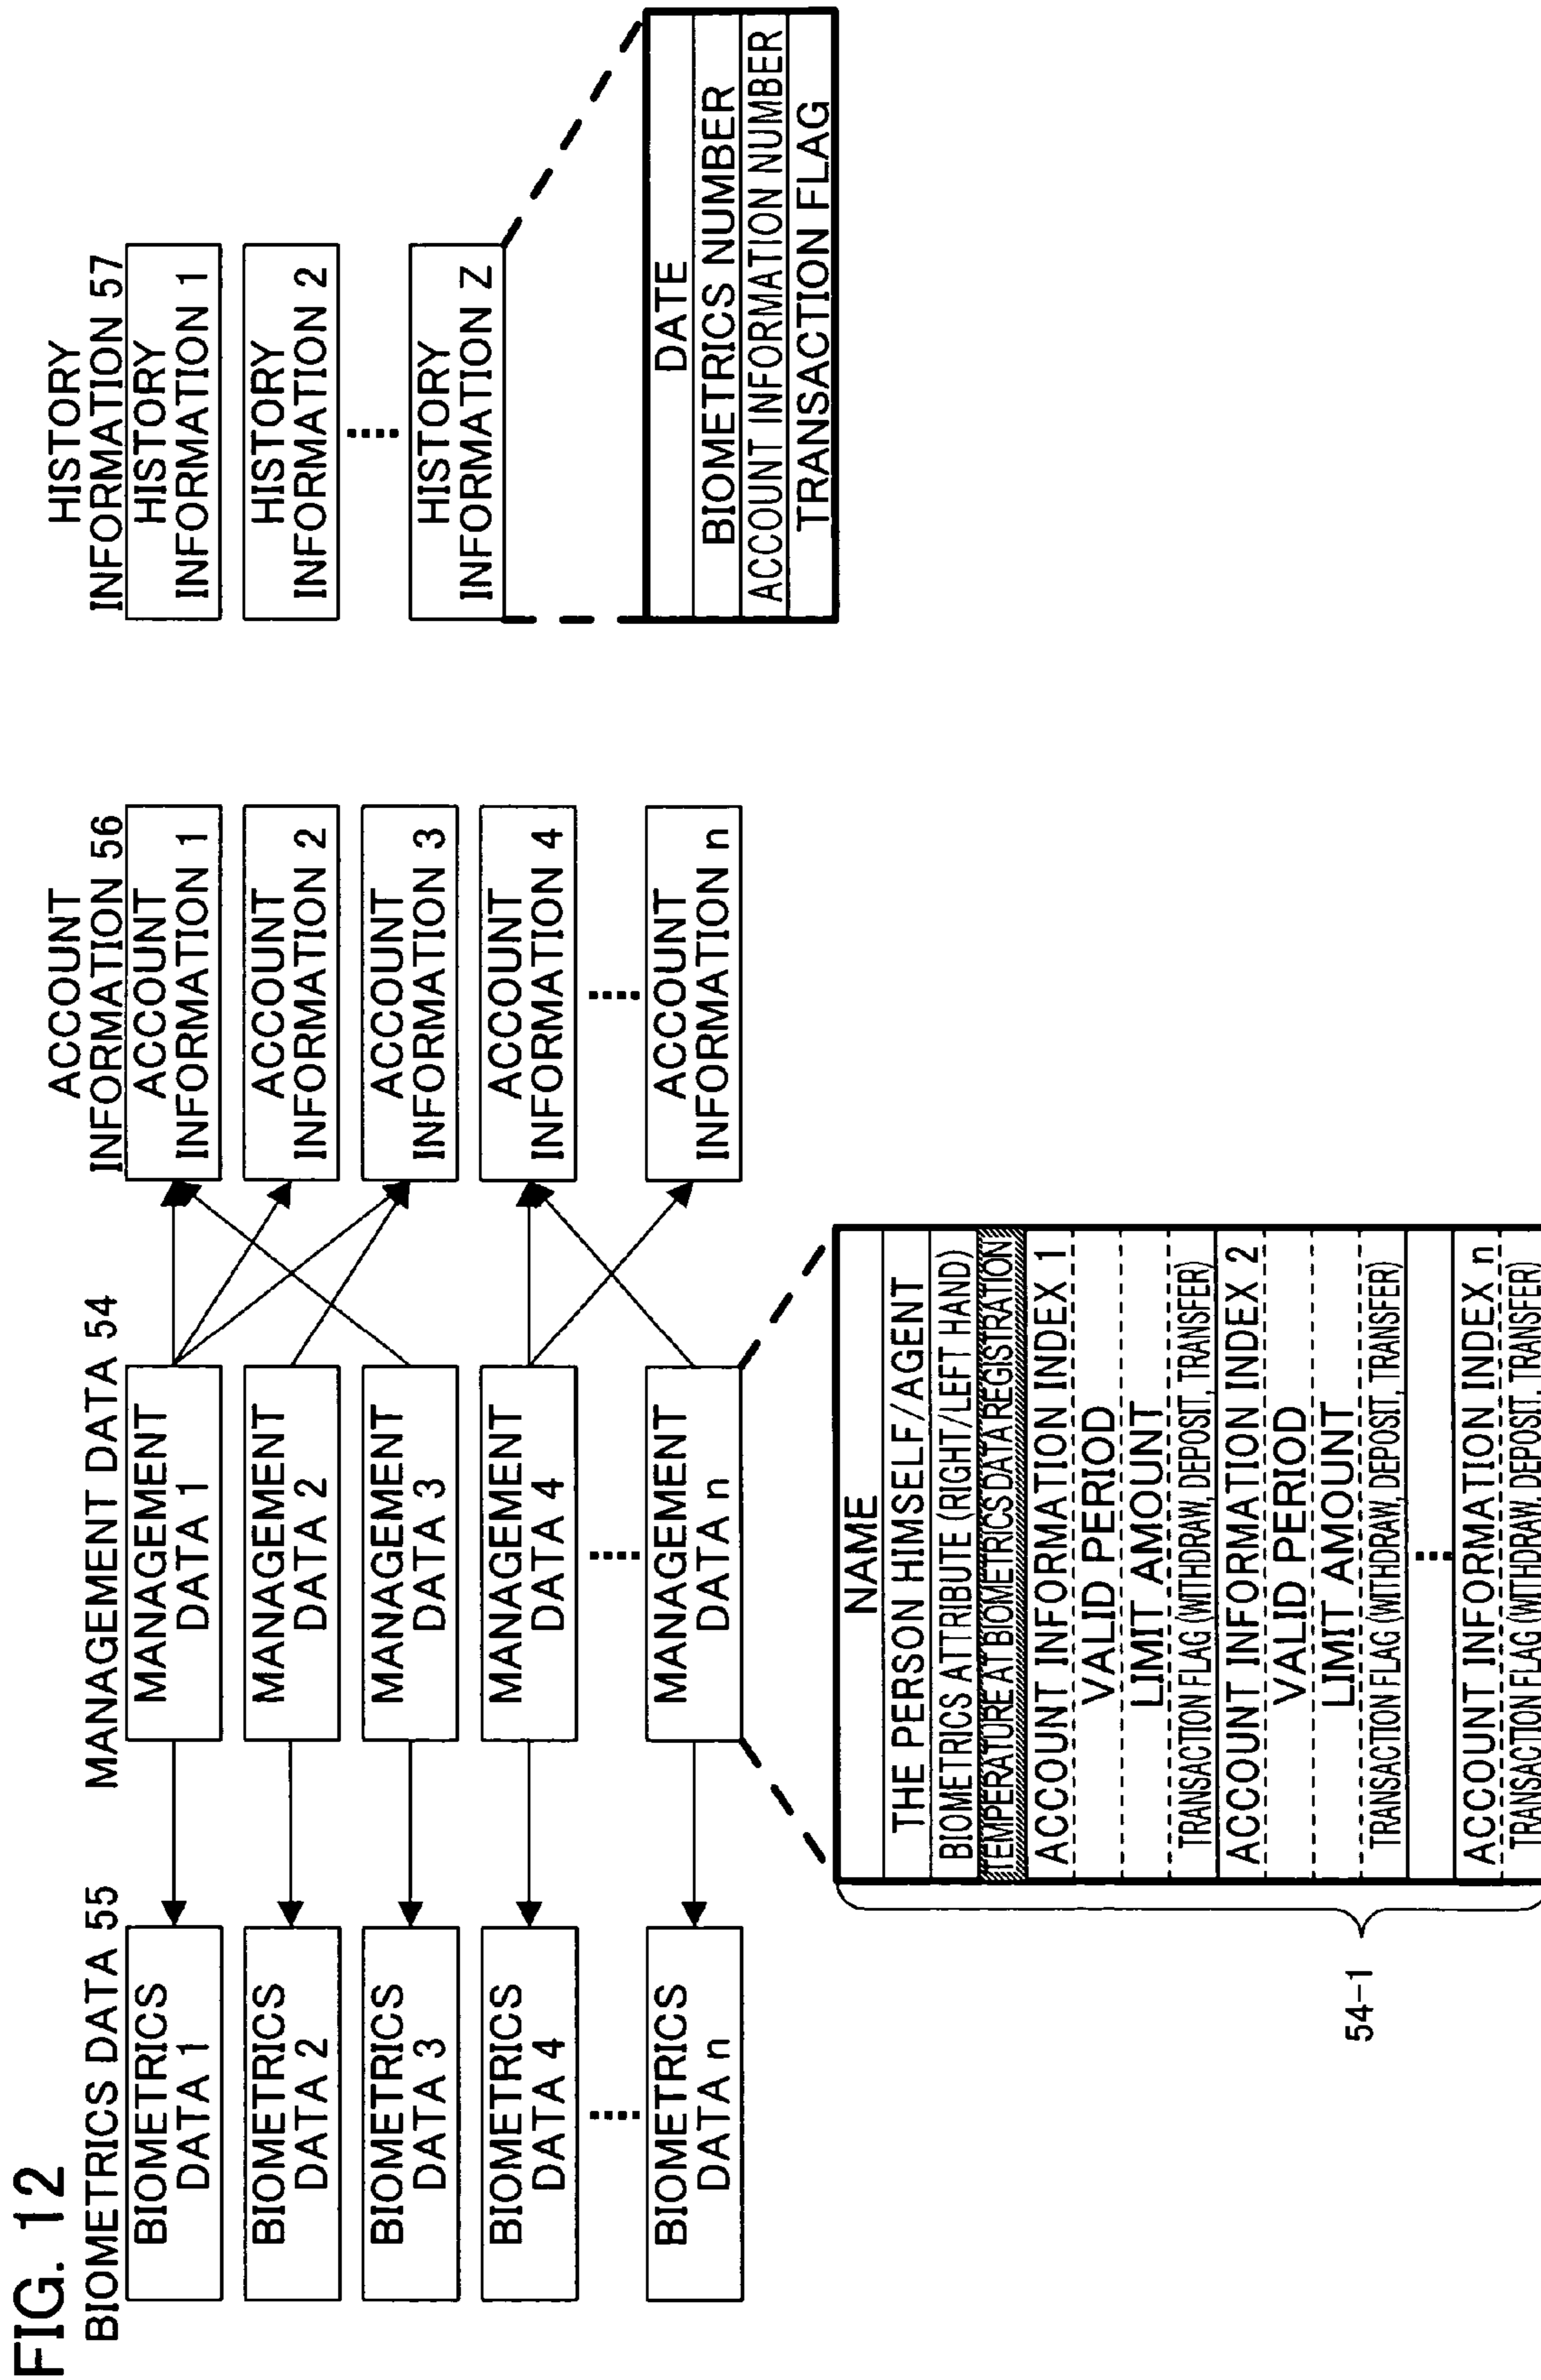 FIG. 12
BIOMETRICS DATA 55
BIOMETRICS
DATA 1
BIOMETRICS
DATA 2
BIOMETRICS
DATA 3
BIOMETRICS
DATA 4
BIOMETRICS
DATA n
MANAGEMENT DATA 54
MANAGEMENT
DATA 1
MANAGEMENT
DATA 2
MANAGEMENT
DATA 3
MANAGEMENT
DATA 4
MANAGEMENT
DATA n
ACCOUNT
INFORMATION 56
ACCOUNT
INFORMATION 1
ACCOUNT
INFORMATION 2
ACCOUNT
INFORMATION 3
ACCOUNT
INFORMATION 4
ACCOUNT
INFORMATION n
HISTORY
INFORMATION 57
HISTORY
INFORMATION 1
HISTORY
INFORMATION 2
HISTORY
INFORMATION Z
DATE
BIOMETRICS NUMBER
ACCOUNT INFORMATION NUMBER
TRANSACTION FLAG
54-1
NAME
THE PERSON HIMSELF/AGENT
BIOMETRICS ATTRIBUTE (RIGHT/LEFT HAND)
TEMPERATURE AT BIOMETRICS DATA REGISTRATION
ACCOUNT INFORMATION INDEX 1
VALID PERIOD
LIMIT AMOUNT
TRANSACTION FLAG (WITHDRAW, DEPOSIT, TRANSFER)
ACCOUNT INFORMATION INDEX 2
VALID PERIOD
LIMIT AMOUNT
TRANSACTION FLAG (WITHDRAW, DEPOSIT, TRANSFER)
ACCOUNT INFORMATION INDEX n
TRANSACTION FLAG (WITHDRAW, DEPOSIT, TRANSFER)